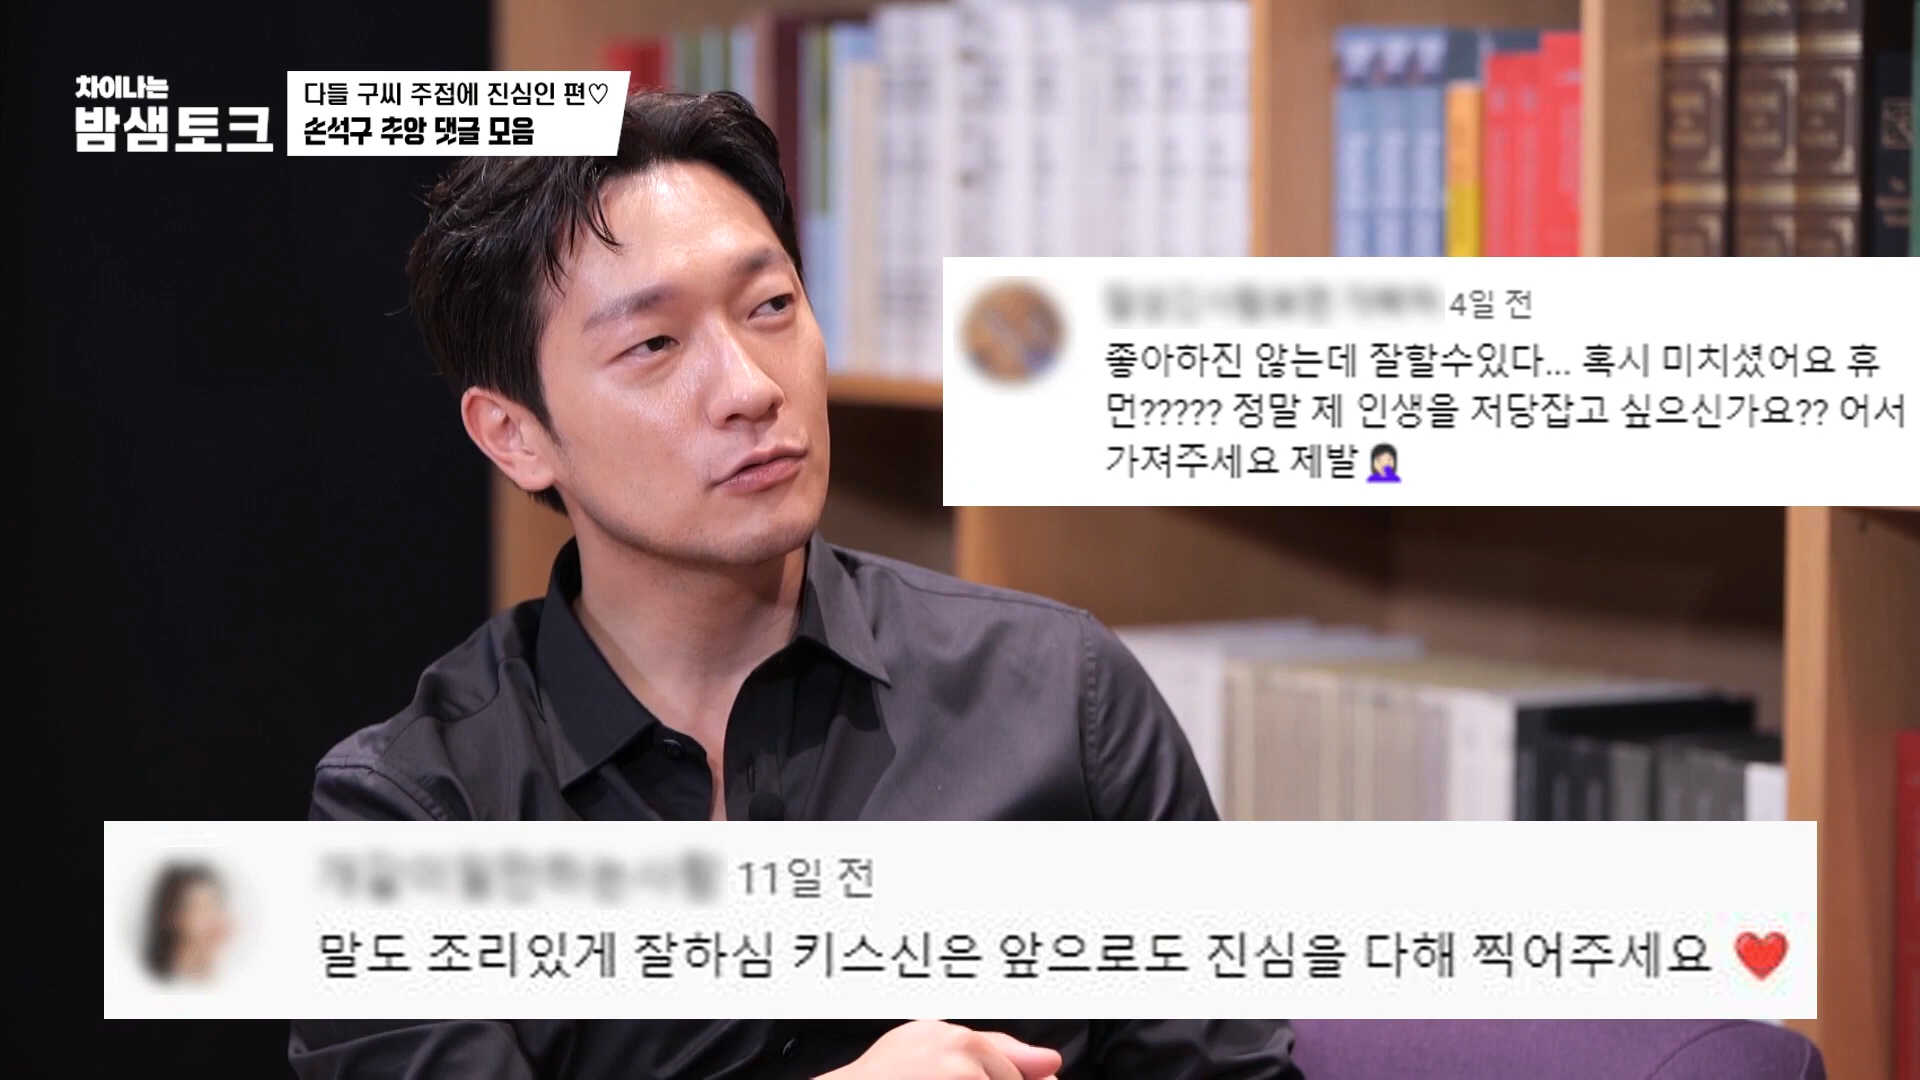 차이나는
밤샘토크
다들 구씨 주접에 진심인 편♡
손석구 추앙 댓글 모음
4일 전
좋아하진 않는데 잘할수있다... 혹시 미치셨어요 휴
먼????? 정말 제 인생을 저당잡고 싶으신가요?? 어서
가져주세요 제발🤦🏻‍♀️
11일 전
말도 조리있게 잘하심 키스신은 앞으로도 진심을 다해 찍어주세요 ❤️